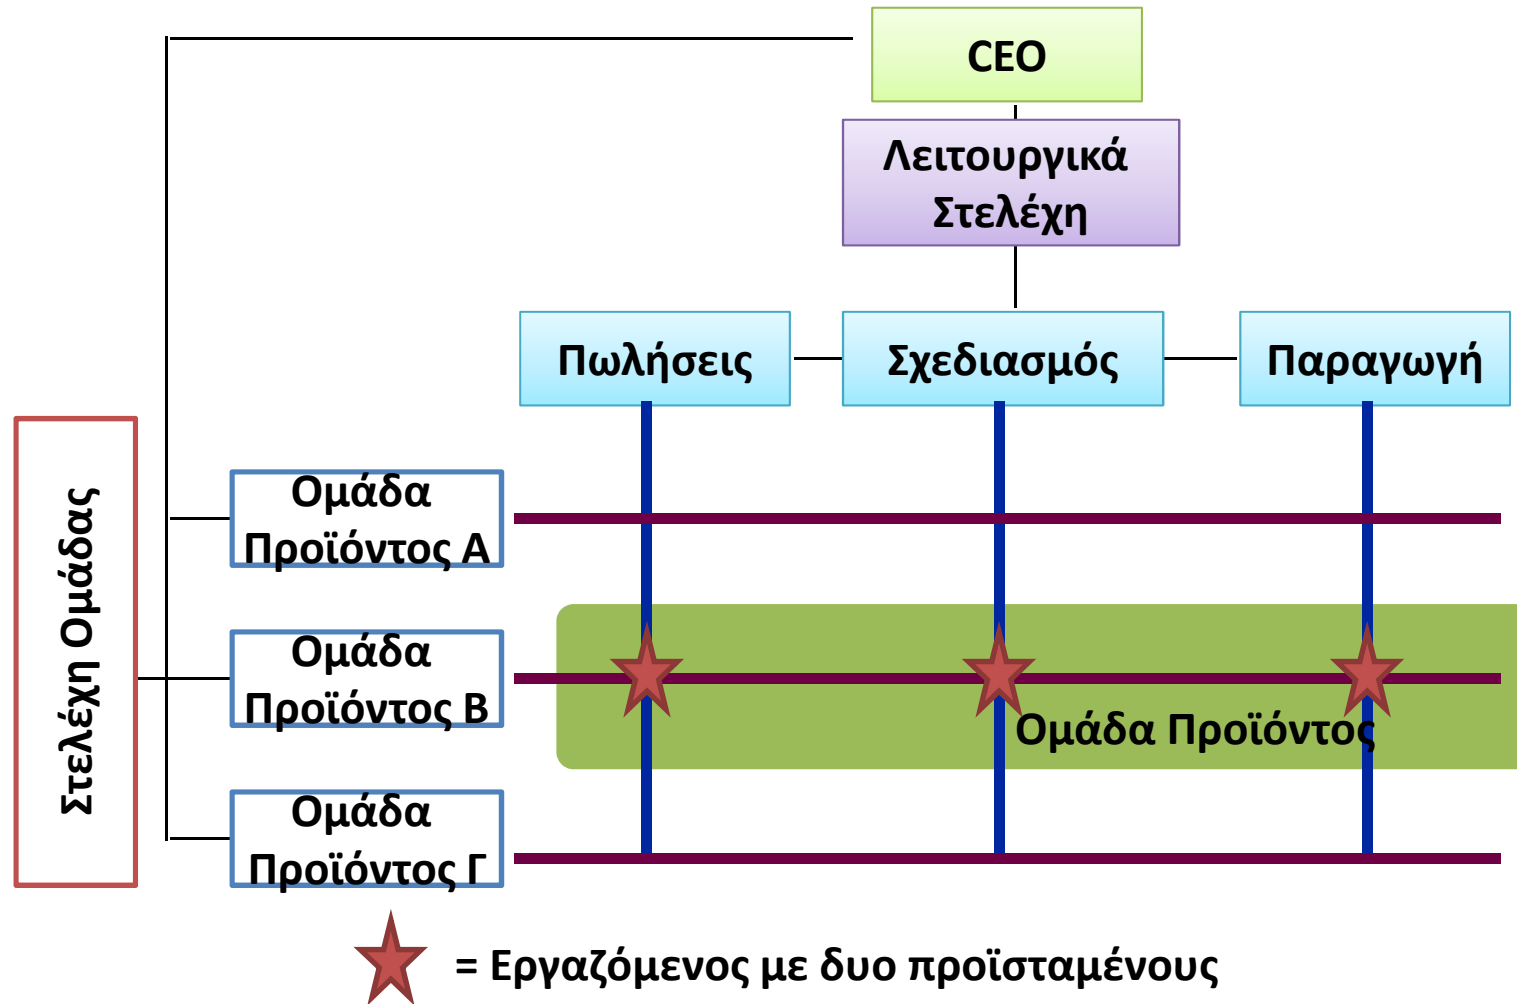 CEO
Λειτουργικά
Στελέχη
Πωλήσεις
Σχεδιασμός
Παραγωγή
Στελέχη Ομάδας
Ομάδα
Προϊόντος Α
Ομάδα
Προϊόντος Β
Ομάδα Προϊόντος
Ομάδα
Προϊόντος Γ
= Εργαζόμενος με δυο προϊσταμένους